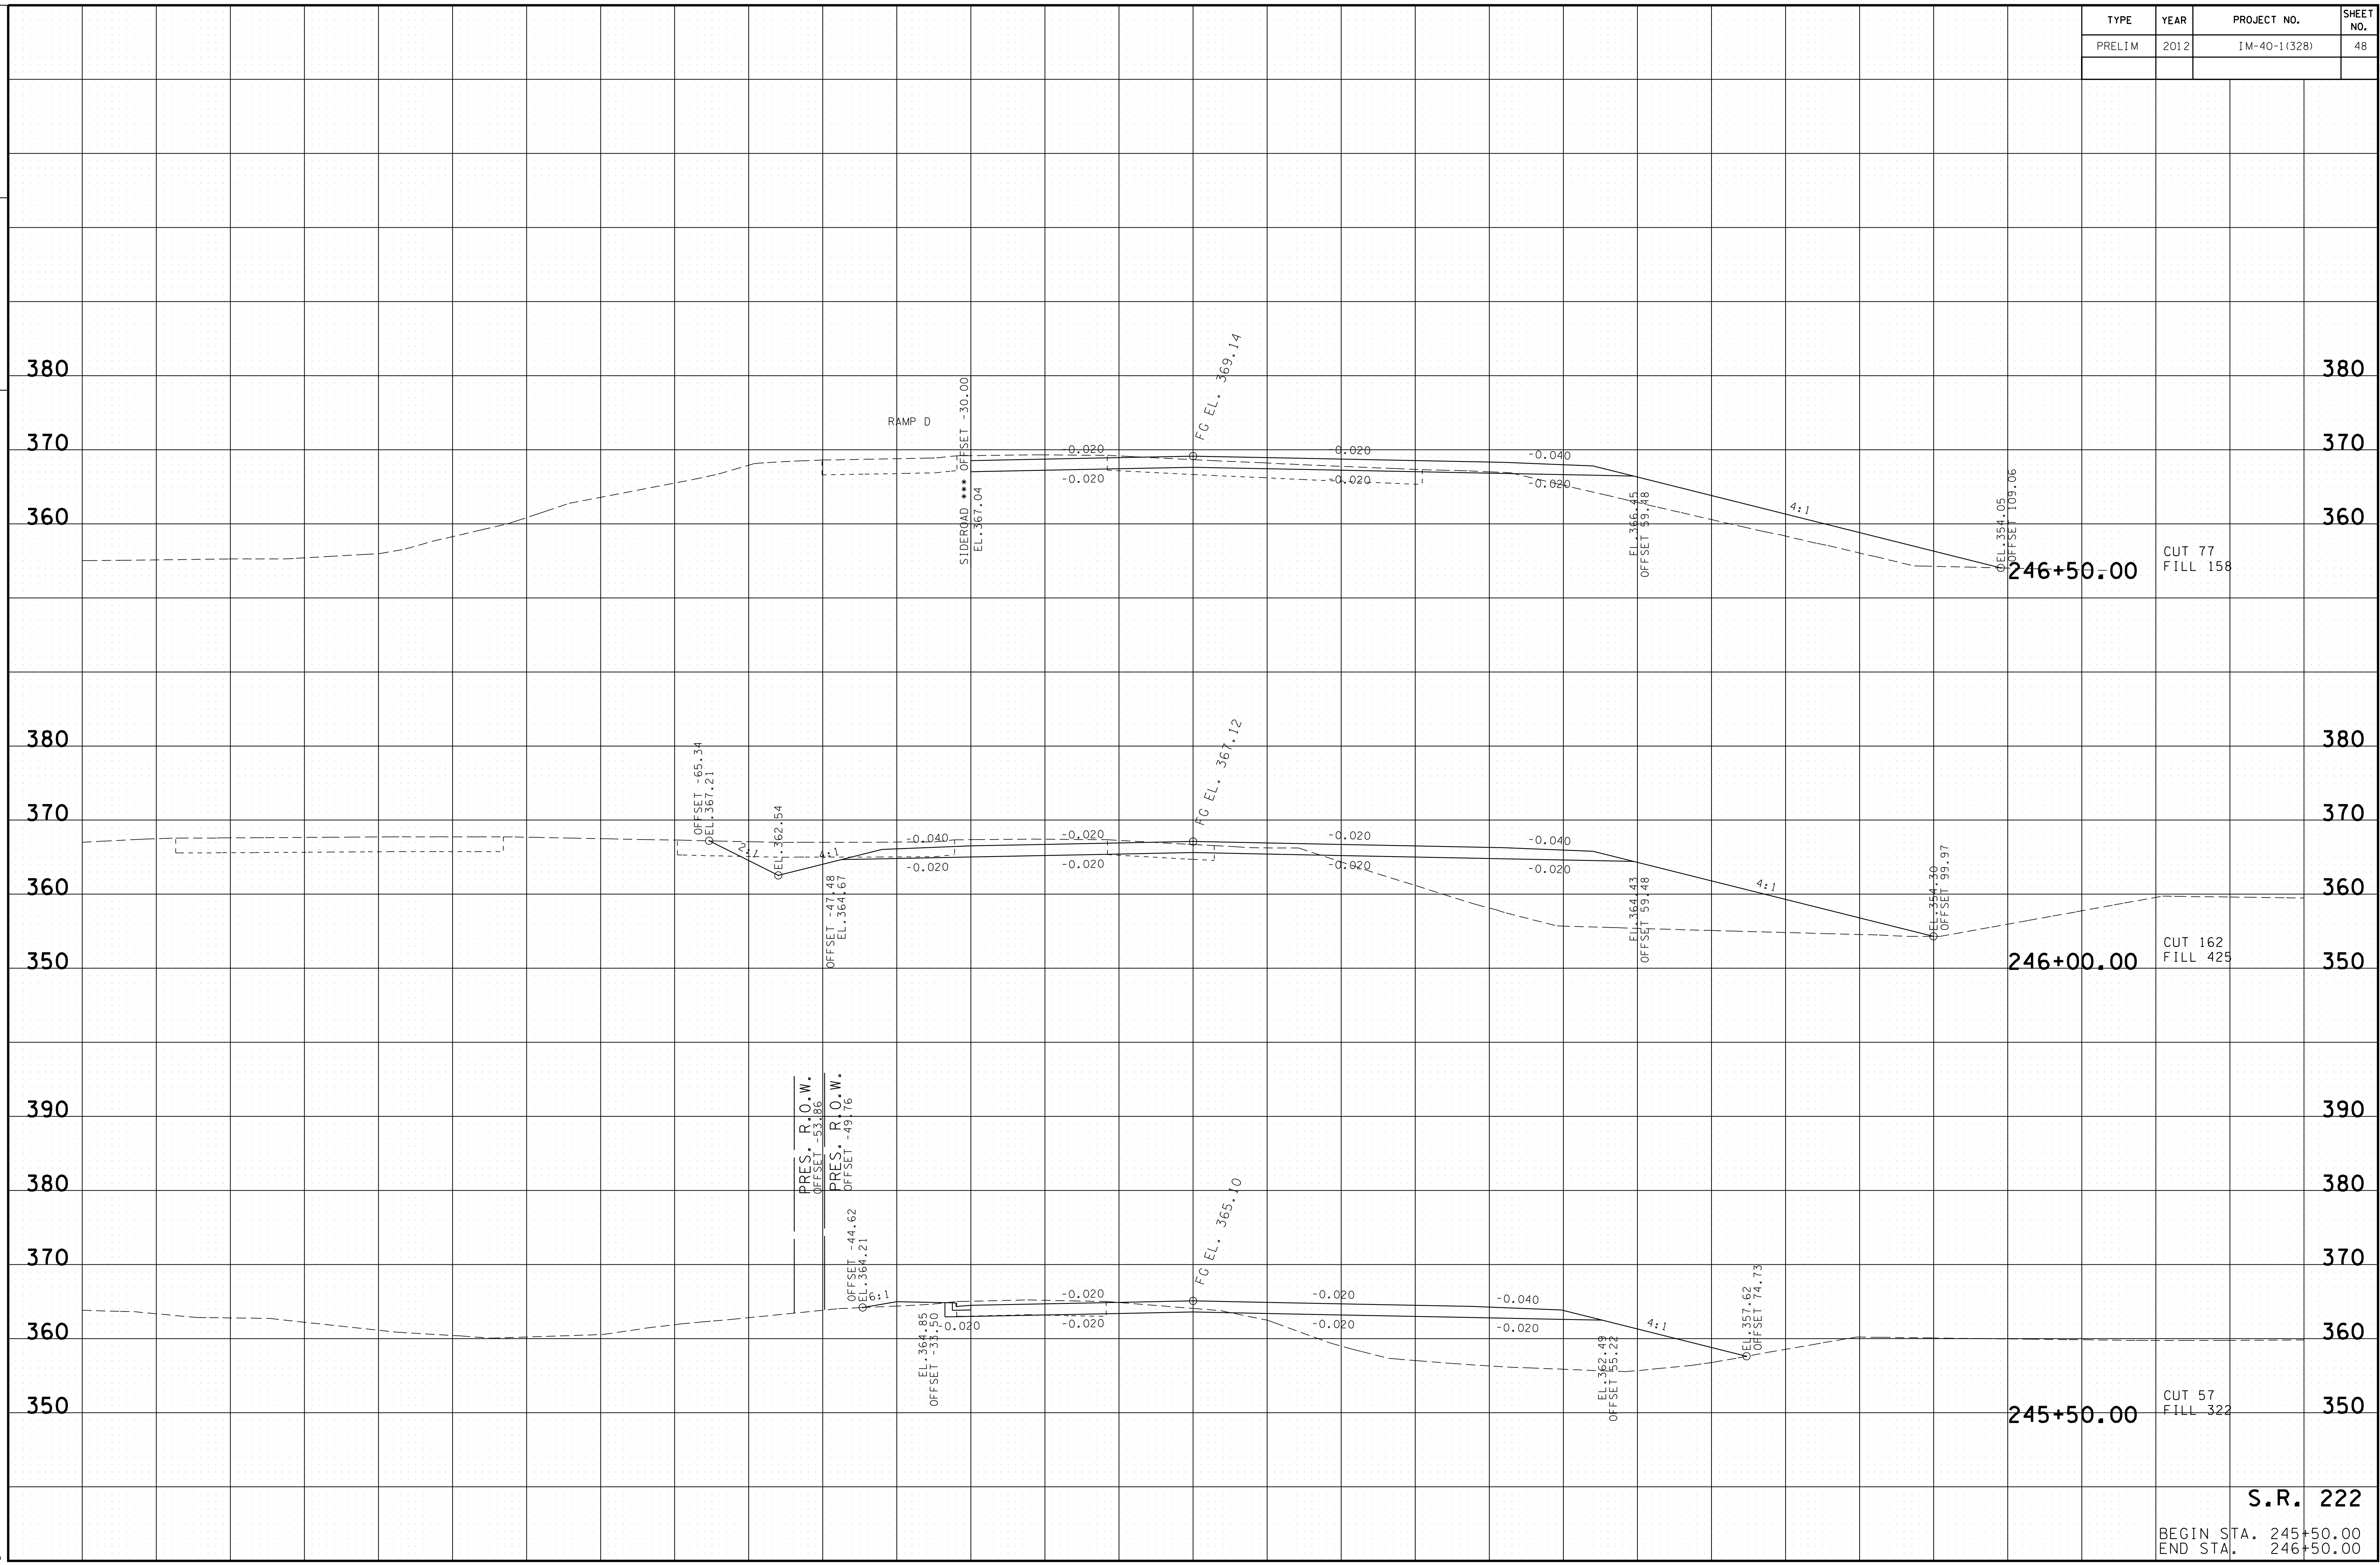 TYPE YEAR PROJECT NO. SHEET NO.
PRELIM 2012 IM-40-1(328) 48
380 380
FG EL. 369.14
RAMP D
SIDEROAD *** OFFSET -30.00
EL.367.04
370 370
-0.020 -0.020 -0.040
-0.020 -0.020 -0.020
EL.366.45
OFFSET 59.48
4:1
EL.354.05
OFFSET 109.06
360 360
246+50.00
CUT 77
FILL 158
380 380
OFFSET -65.34
EL.367.21
EL.362.54
FG EL. 367.12
370 370
2:1 4:1 -0.040 -0.020 -0.020 -0.040
-0.020 -0.020 -0.020 -0.020
OFFSET -47.48
EL.364.67
EL.364.43
OFFSET 59.48
4:1
EL.354.30
OFFSET 99.97
360 360
246+00.00
CUT 162
FILL 425
350 350
390 390
PRES. R.O.W.
OFFSET -53.86
PRES. R.O.W.
OFFSET -49.76
380 380
OFFSET -44.62
EL.364.21
FG EL. 365.10
370 370
6:1 -0.020 -0.020 -0.040
-0.020 -0.020 -0.020 -0.020
EL.364.85
OFFSET -33.50
EL.362.49
OFFSET 55.22
4:1
EL.357.62
OFFSET 74.73
360 360
245+50.00
CUT 57
FILL 322
350 350
S.R. 222
BEGIN STA. 245+50.00
END STA. 246+50.00